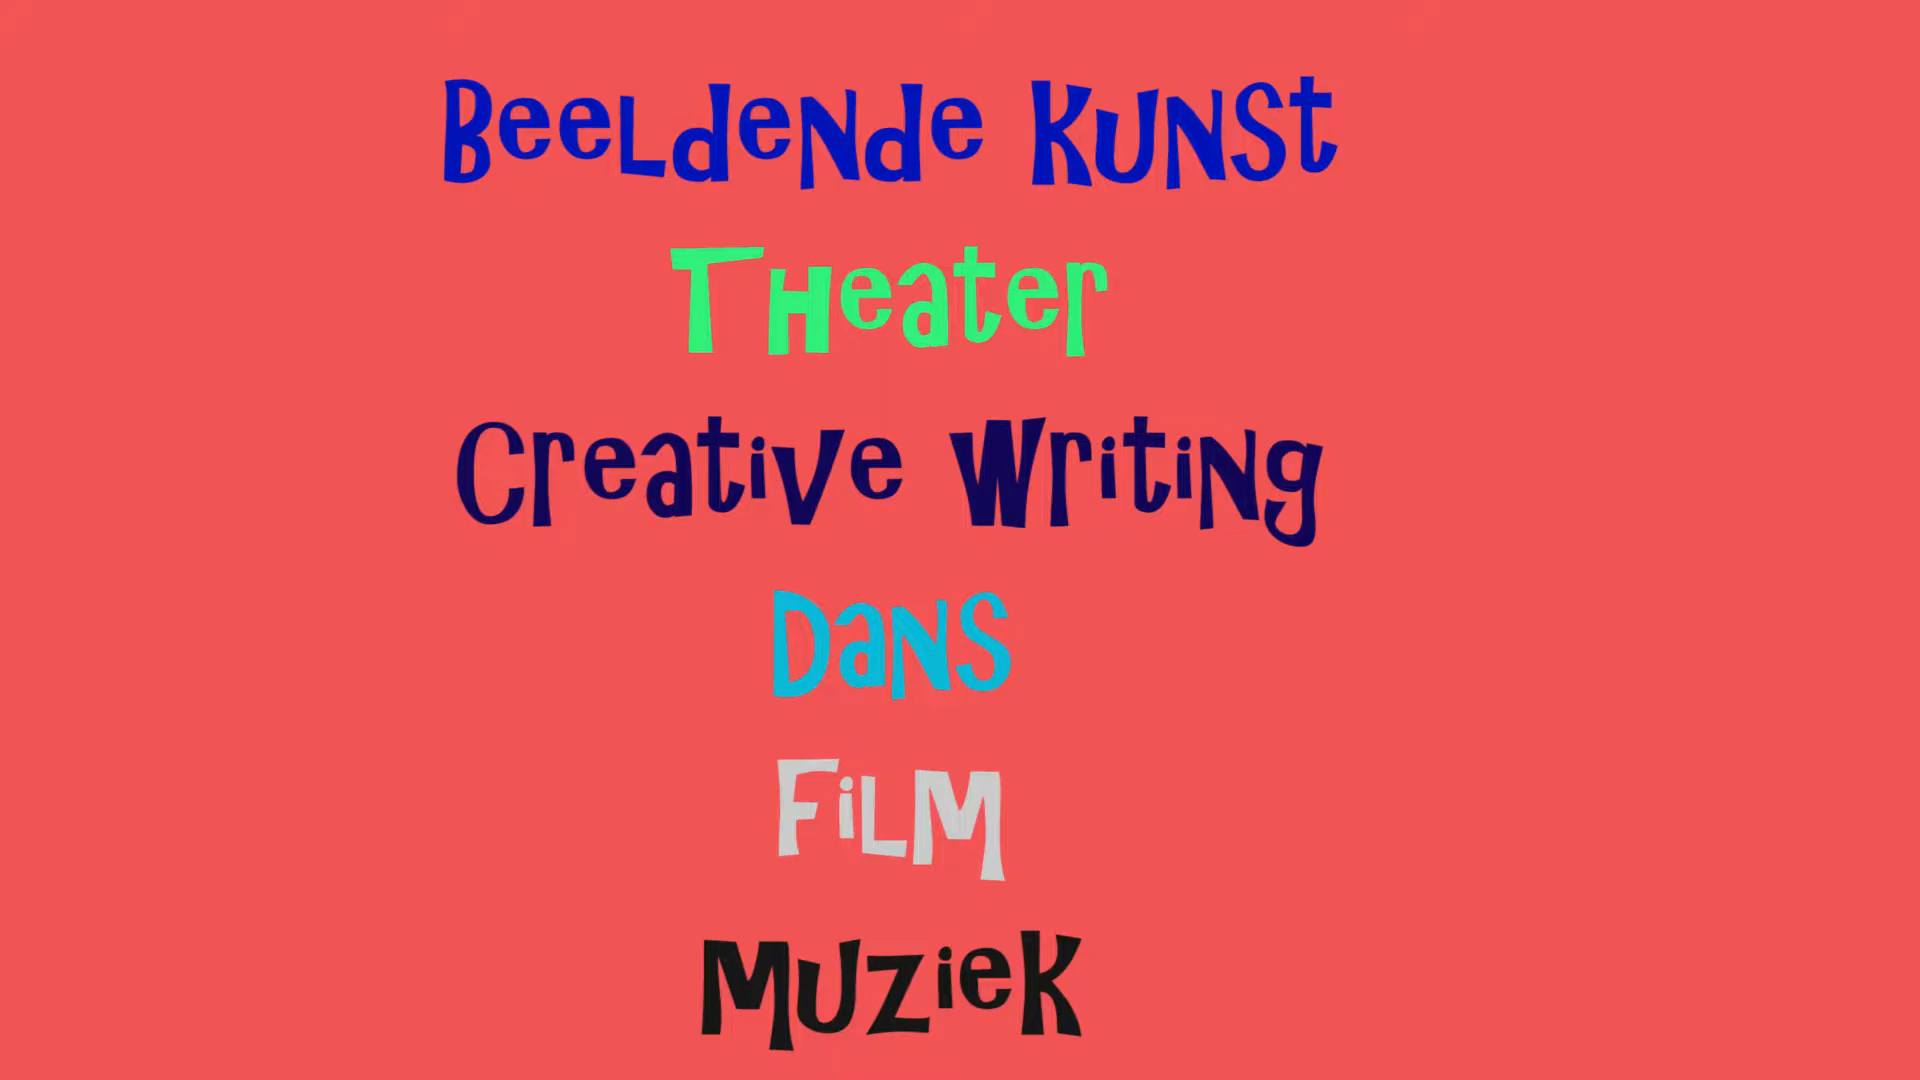 Beeldende Kunst
Theater
Creative Writing
Dans
Film
Muziek